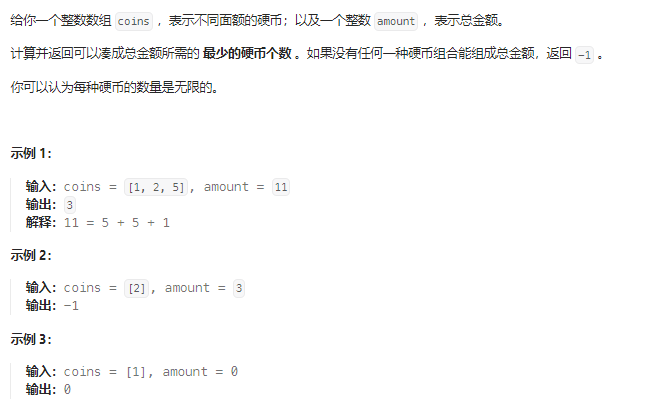 给你一个整数数组 coins ，表示不同面额的硬币；以及一个整数 amount ，表示总金额。
计算并返回可以凑成总金额所需的 最少的硬币个数 。如果没有任何一种硬币组合能组成总金额，返回 -1 。
你可以认为每种硬币的数量是无限的。
示例 1：
输入：coins = [1, 2, 5], amount = 11
输出：3
解释：11 = 5 + 5 + 1
示例 2：
输入：coins = [2], amount = 3
输出：-1
示例 3：
输入：coins = [1], amount = 0
输出：0